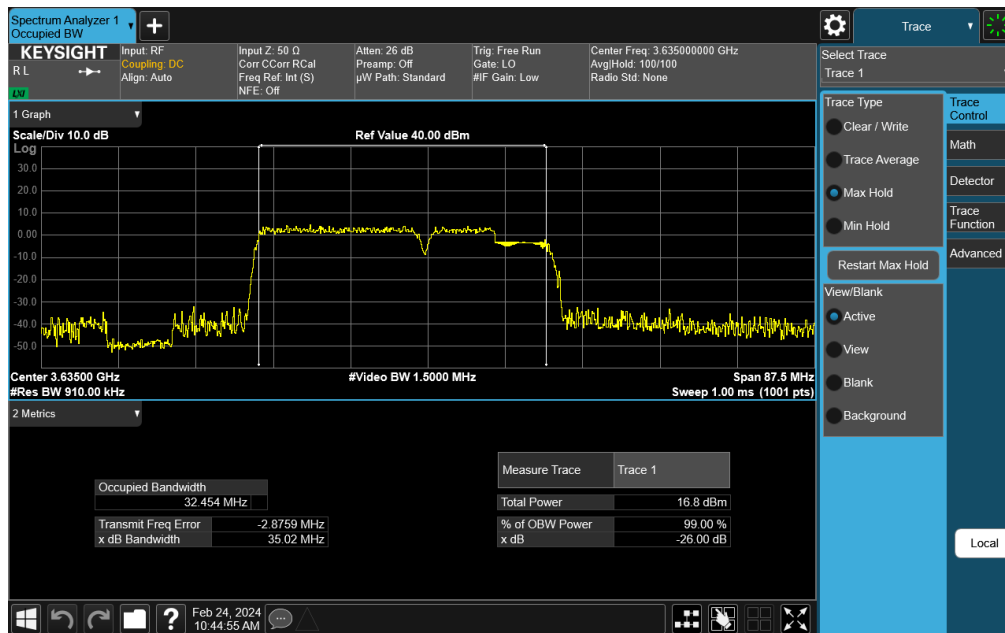 Spectrum Analyzer 1
Occupied BW
Trace
KEYSIGHT
R L
LXI
Input: RF
Coupling: DC
Align: Auto
Input Z: 50 Ω
Corr CCorr RCal
Freq Ref: Int (S)
NFE: Off
Atten: 26 dB
Preamp: Off
µW Path: Standard
Trig: Free Run
Gate: LO
#IF Gain: Low
Center Freq: 3.635000000 GHz
Avg|Hold: 100/100
Radio Std: None
Select Trace
Trace 1
1 Graph
Scale/Div 10.0 dB
Ref Value 40.00 dBm
Log
30.0
20.0
10.0
0.00
-10.0
-20.0
-30.0
-40.0
-50.0
Center 3.63500 GHz
#Video BW 1.5000 MHz
Span 87.5 MHz
#Res BW 910.00 kHz
Sweep 1.00 ms (1001 pts)
Trace Type
Clear / Write
Trace Average
Max Hold
Min Hold
Restart Max Hold
View/Blank
Active
View
Blank
Background
Trace
Control
Math
Detector
Trace
Function
Advanced
Local
2 Metrics
Occupied Bandwidth
32.454 MHz
Transmit Freq Error -2.8759 MHz
x dB Bandwidth 35.02 MHz
Measure Trace Trace 1
Total Power 16.8 dBm
% of OBW Power 99.00 %
x dB -26.00 dB
?
Feb 24, 2024
10:44:55 AM